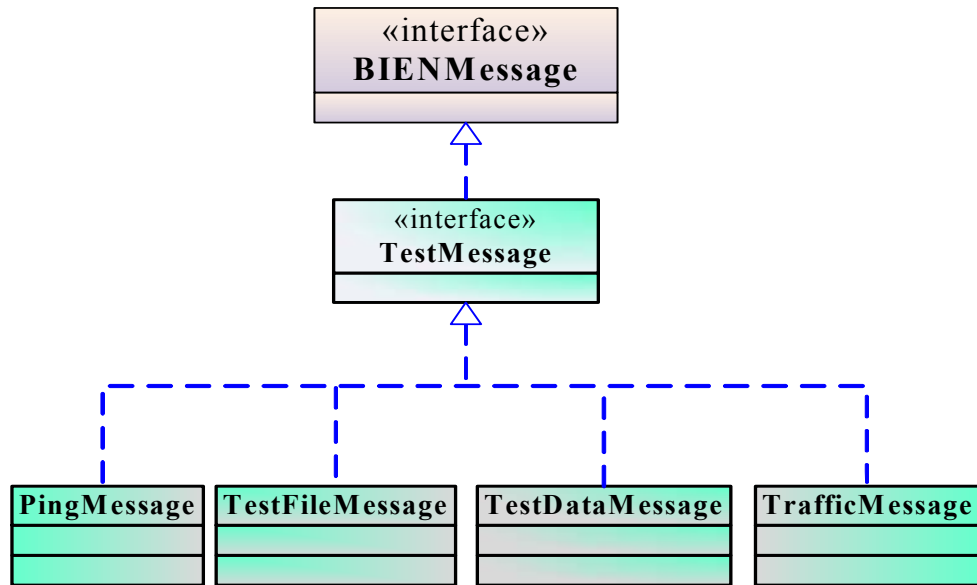 «interface»
BIENMessage
«interface»
TestMessage
PingMessage
TestFileMessage
TestDataMessage
TrafficMessage